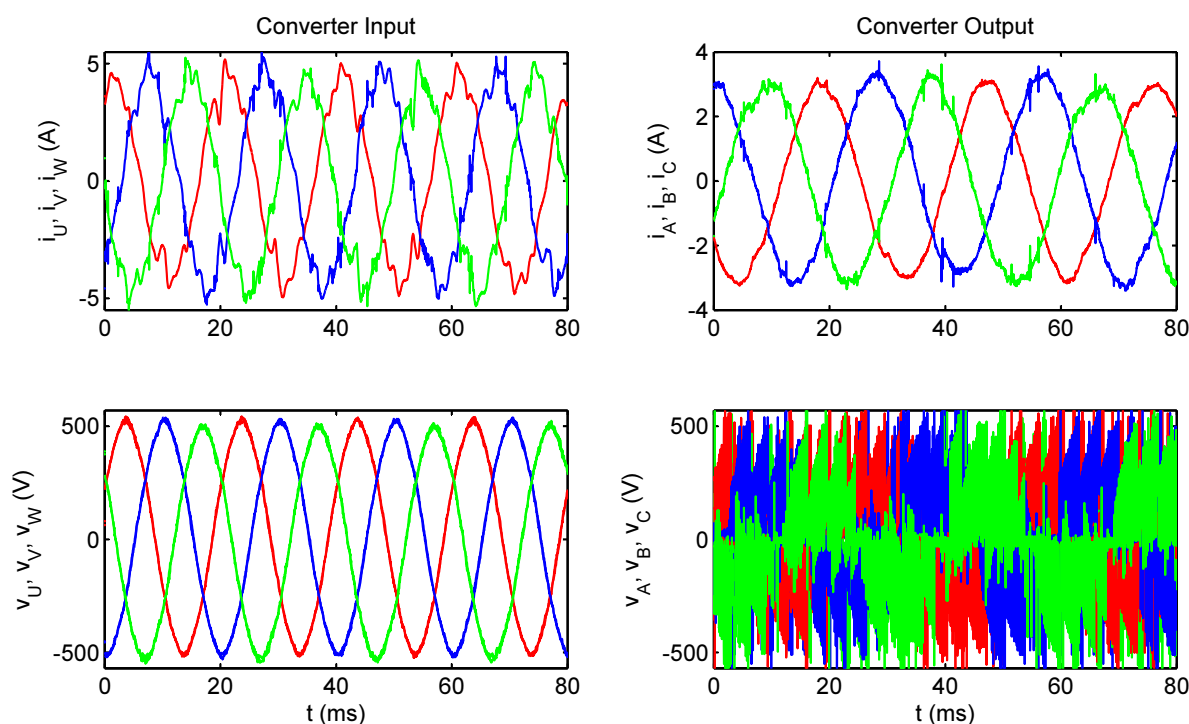 Converter Input
5
0
-5
i_U, i_V, i_W (A)
0 20 40 60 80
Converter Output
4
2
0
-2
-4
i_A, i_B, i_C (A)
0 20 40 60 80
500
0
-500
v_U, v_V, v_W (V)
0 20 40 60 80
t (ms)
500
0
-500
v_A, v_B, v_C (V)
0 20 40 60 80
t (ms)